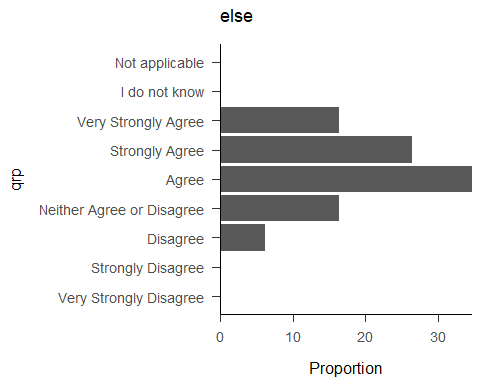 else
Not applicable
I do not know
Very Strongly Agree
Strongly Agree
Agree
Neither Agree or Disagree
Disagree
Strongly Disagree
Very Strongly Disagree
qrp
0 10 20 30
Proportion